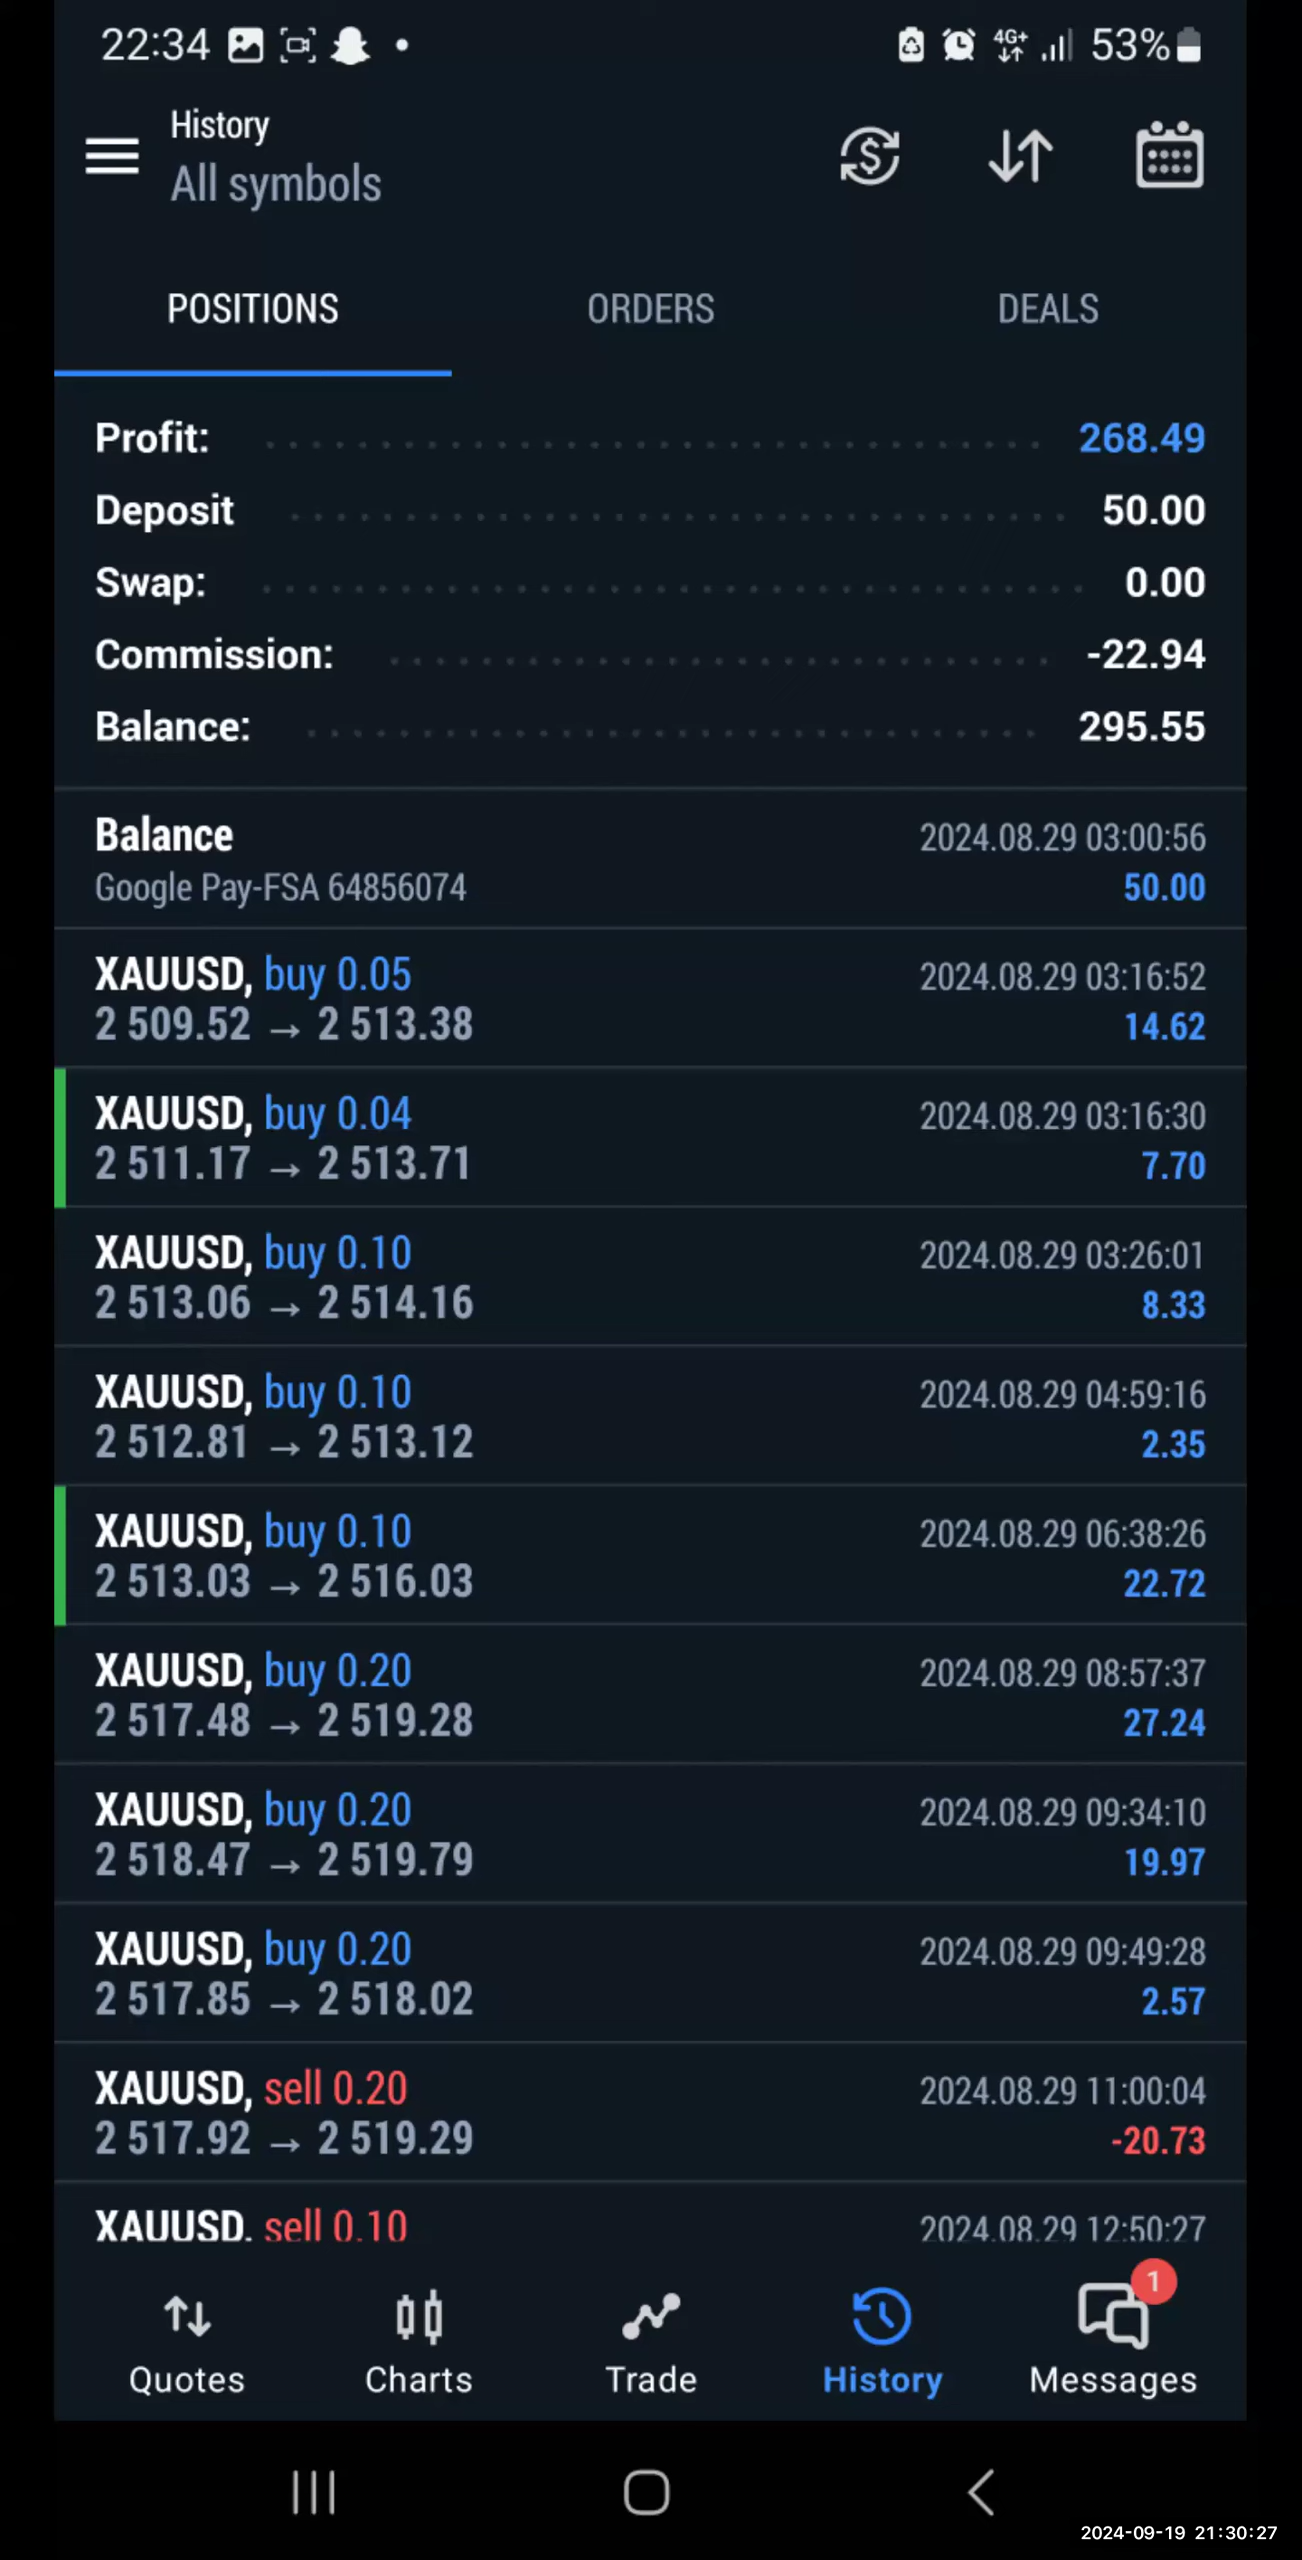 22:34 4G+ 53%
History
All symbols
POSITIONS ORDERS DEALS
Profit: 268.49
Deposit 50.00
Swap: 0.00
Commission: -22.94
Balance: 295.55
Balance 2024.08.29 03:00:56
Google Pay-FSA 64856074 50.00
XAUUSD, buy 0.05 2024.08.29 03:16:52
2 509.52 → 2 513.38 14.62
XAUUSD, buy 0.04 2024.08.29 03:16:30
2 511.17 → 2 513.71 7.70
XAUUSD, buy 0.10 2024.08.29 03:26:01
2 513.06 → 2 514.16 8.33
XAUUSD, buy 0.10 2024.08.29 04:59:16
2 512.81 → 2 513.12 2.35
XAUUSD, buy 0.10 2024.08.29 06:38:26
2 513.03 → 2 516.03 22.72
XAUUSD, buy 0.20 2024.08.29 08:57:37
2 517.48 → 2 519.28 27.24
XAUUSD, buy 0.20 2024.08.29 09:34:10
2 518.47 → 2 519.79 19.97
XAUUSD, buy 0.20 2024.08.29 09:49:28
2 517.85 → 2 518.02 2.57
XAUUSD, sell 0.20 2024.08.29 11:00:04
2 517.92 → 2 519.29 -20.73
XAUUSD, sell 0.10 2024.08.29 12:50:27
1
Quotes Charts Trade History Messages
2024-09-19 21:30:27